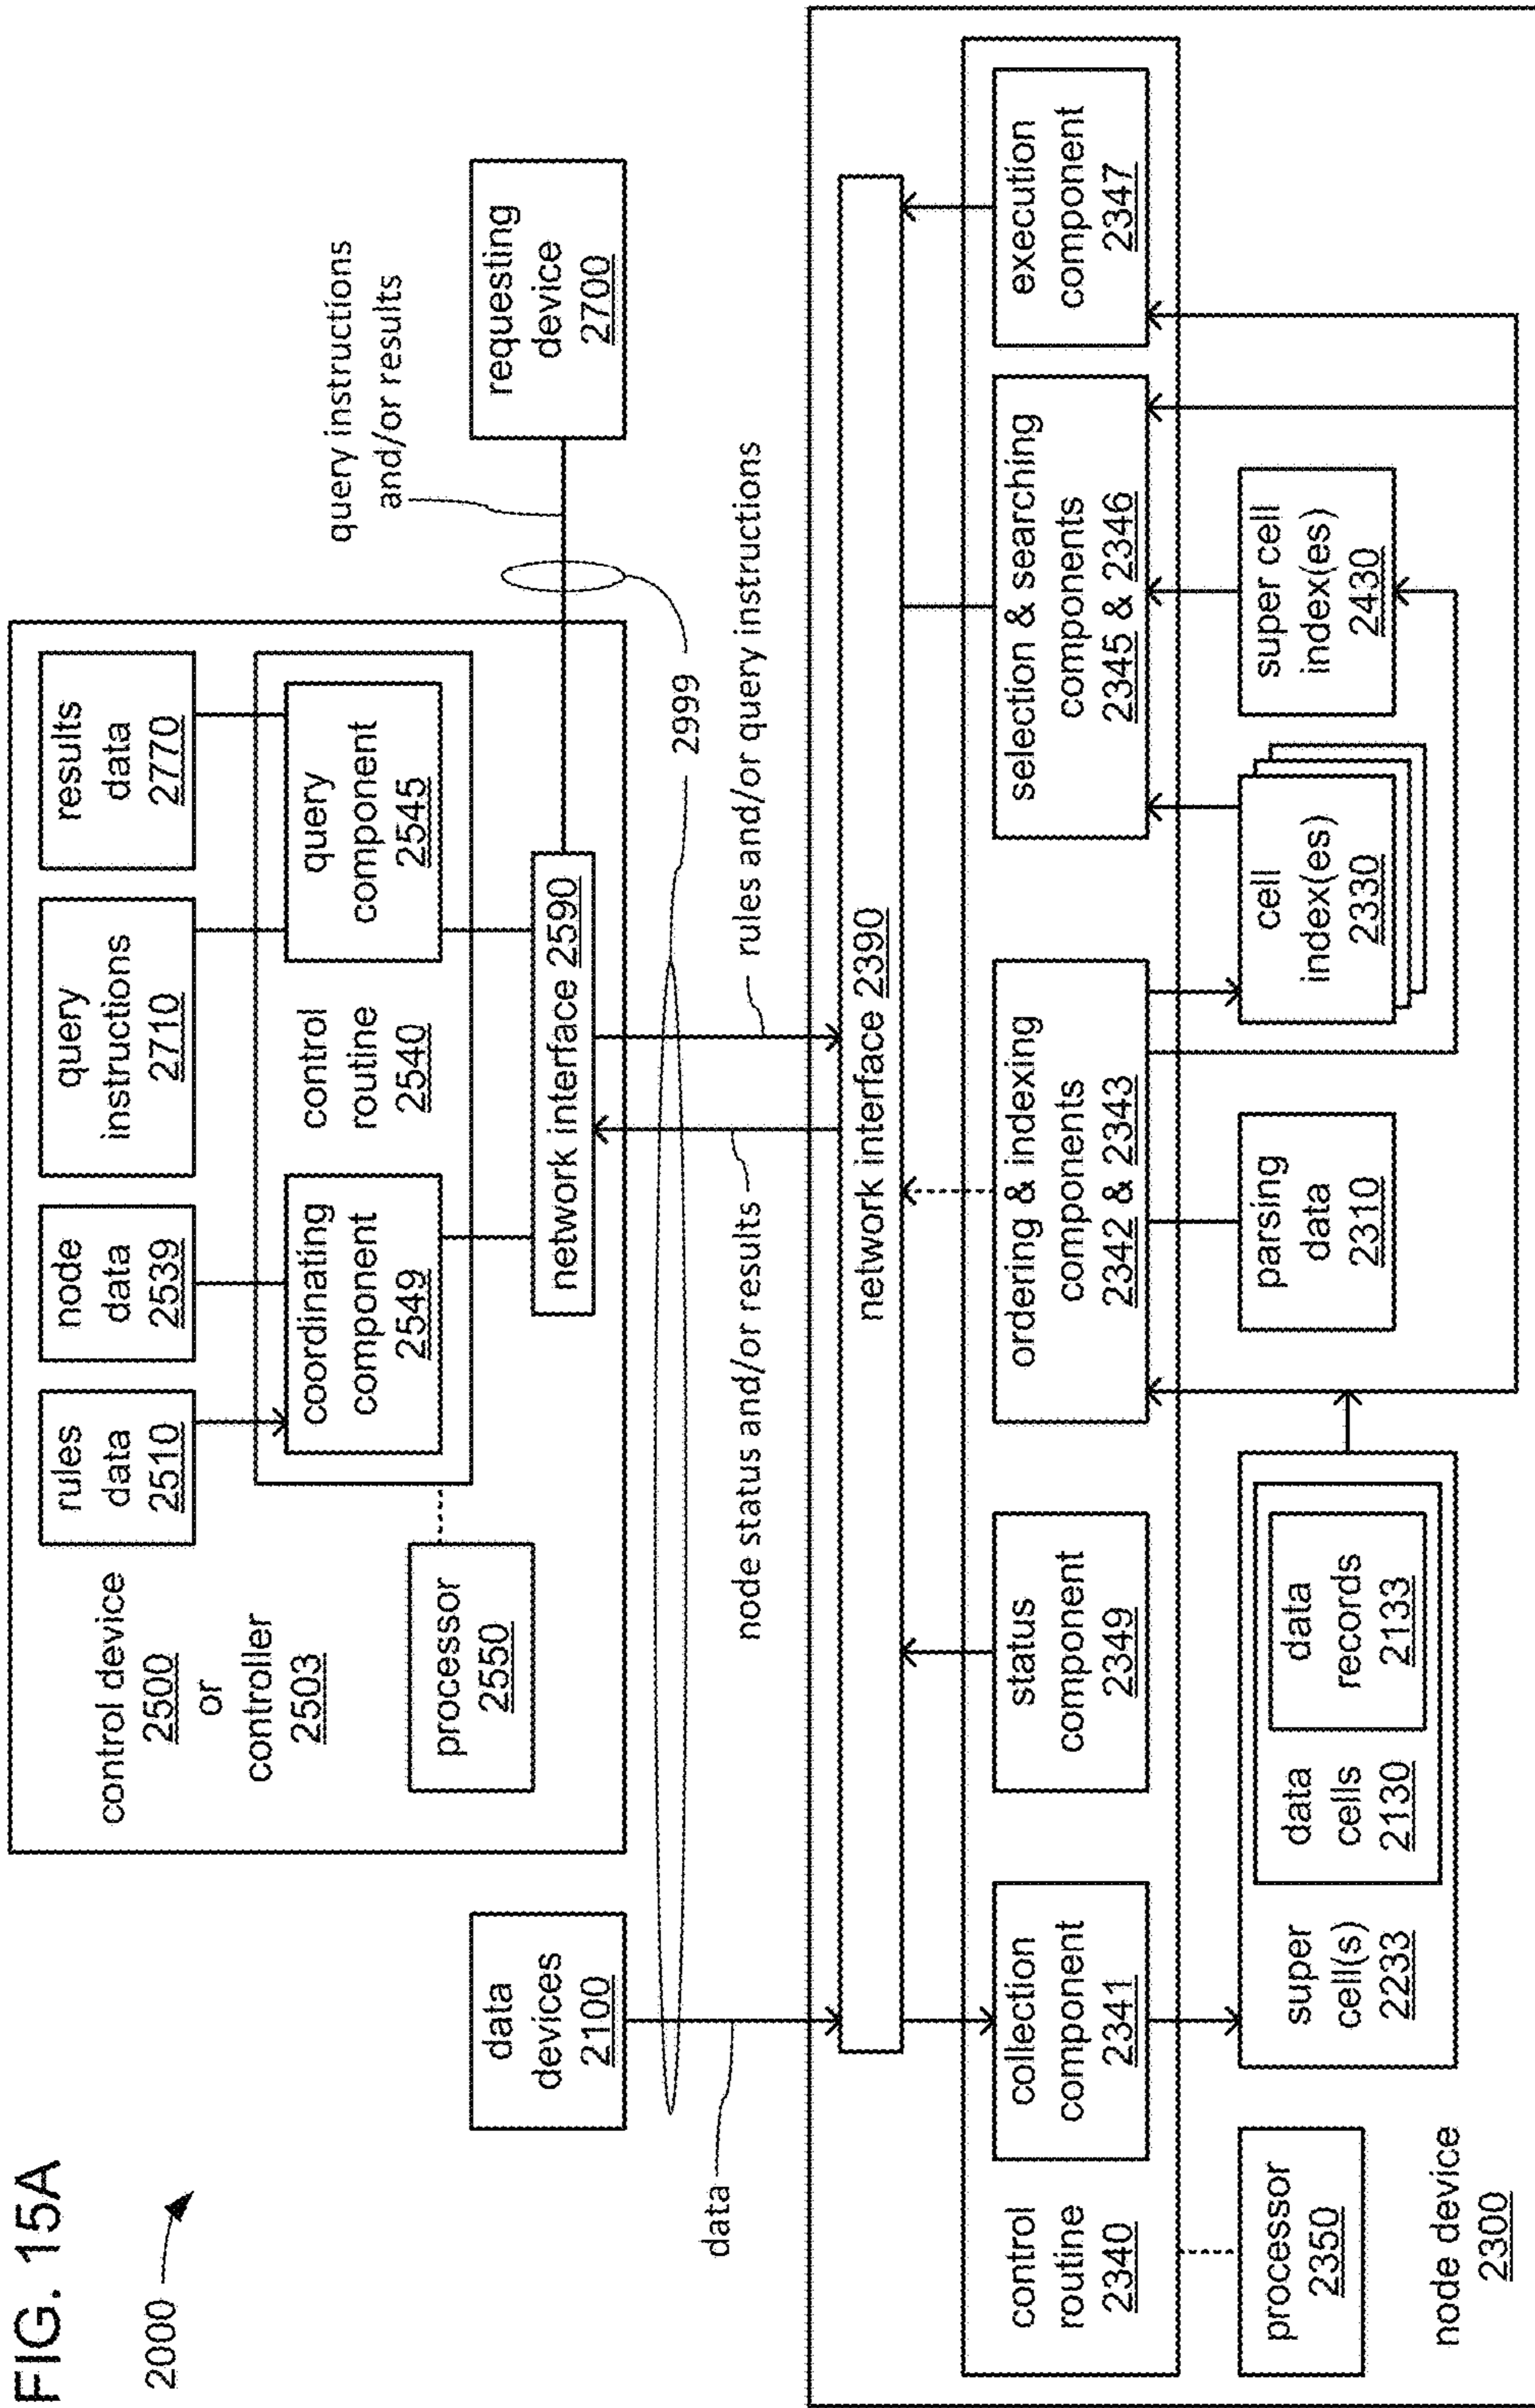 FIG. 15A
2000
control device
2500
or
controller
2503
processor
2550
rules
data
2510
node
data
2539
query
instructions
2710
results
data
2770
coordinating
component
2549
control
routine
2540
query
component
2545
network interface 2590
query instructions
and/or results
requesting
device
2700
data
devices
2100
data
2999
node status and/or results
rules and/or query instructions
network interface 2390
control
routine
2340
collection
component
2341
status
component
2349
ordering & indexing
components
2342 & 2343
selection & searching
components
2345 & 2346
execution
component
2347
processor
2350
super
cell(s)
2233
data
cells
2130
data
records
2133
parsing
data
2310
cell
index(es)
2330
super cell
index(es)
2430
node device
2300